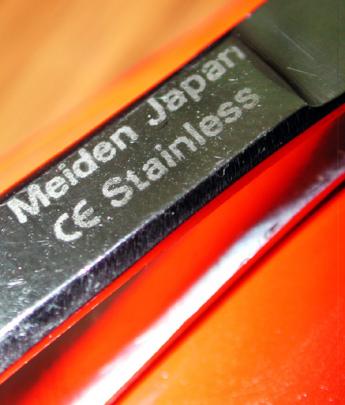 Meiden Japan
CE Stainless